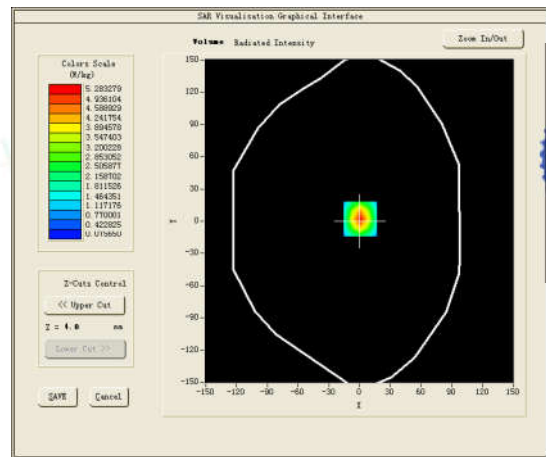 SAR Visualisation Graphical Interface
Volume Radiated Intensity
Zoom In/Out
Colors Scale
(W/kg)
5.283279
4.936104
4.588929
4.241754
3.894578
3.547403
3.200228
2.853052
2.505877
2.158702
1.811526
1.464351
1.117176
0.770001
0.422825
0.075650
Z-Cuts Control
<< Upper Cut
Z = 4.0 mm
Lower Cut >>
SAVE
Cancel
150
120
90
60
30
0
-30
-60
-90
-120
-150
Y
-150 -120 -90 -60 -30 0 30 60 90 120 150
X